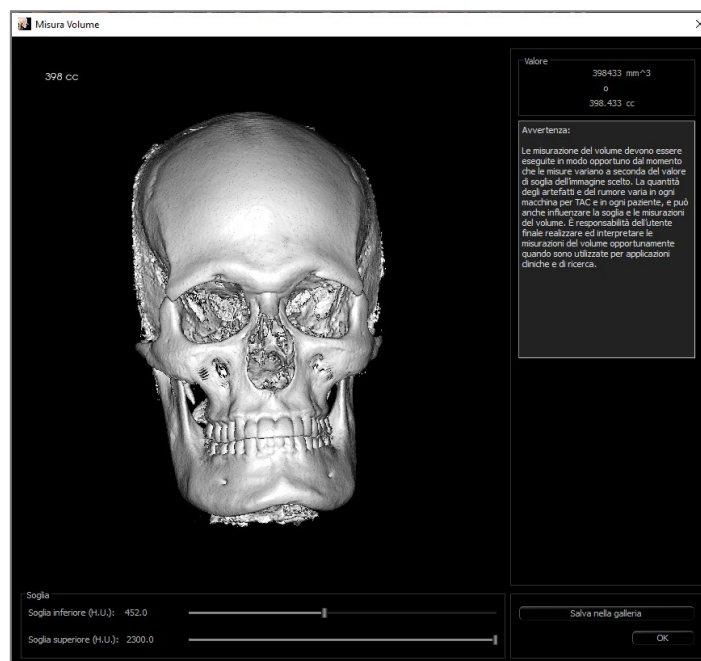 Misura Volume
398 cc
Valore
398433 mm^3
o
398.433 cc
Avvertenza:
Le misurazione del volume devono essere
eseguite in modo opportuno dal momento
che le misure variano a seconda del valore
di soglia dell'immagine scelto. La quantità
degli artefatti e del rumore varia in ogni
macchina per TAC e in ogni paziente, e può
anche influenzare la soglia e le misurazioni
del volume. È responsabilità dell'utente
finale realizzare ed interpretare le
misurazioni del volume opportunamente
quando sono utilizzate per applicazioni
cliniche e di ricerca.
Soglia
Soglia inferiore (H.U.): 452.0
Soglia superiore (H.U.): 2300.0
Salva nella galleria
OK